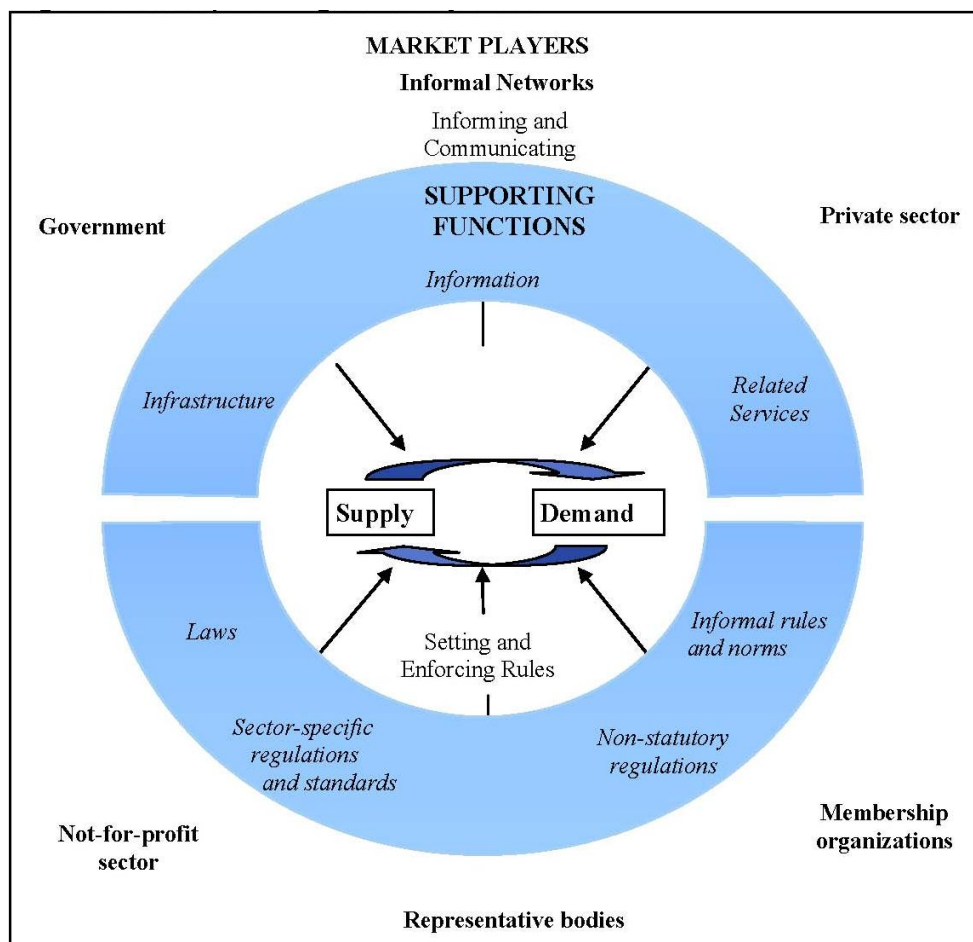 MARKET PLAYERS
Informal Networks
Informing and
Communicating
SUPPORTING
FUNCTIONS
Government
Private sector
Information
Infrastructure
Related
Services
Supply
Demand
Laws
Setting and
Enforcing Rules
Informal rules
and norms
Sector-specific
regulations
and standards
Non-statutory
regulations
Not-for-profit
sector
Membership
organizations
Representative bodies